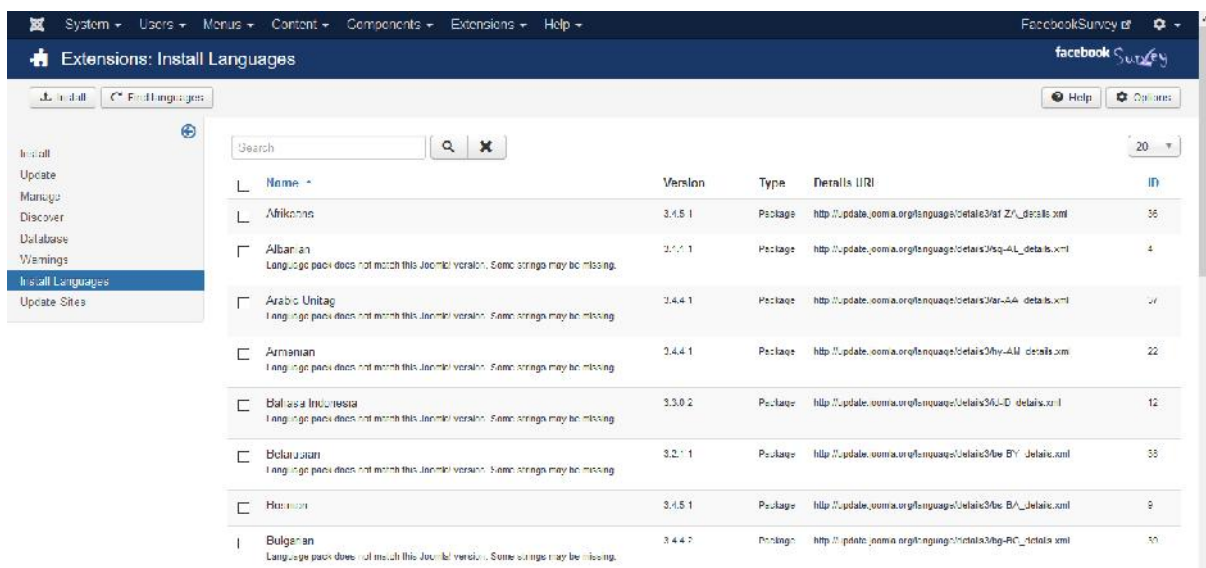 System Users Menus Content Components Extensions Help FacebookSurvey
Extensions: Install Languages facebook Survey
Install Find languages Help Options
Install
Update
Manage
Discover
Database
Warnings
Install Languages
Update Sites
Search 20
Name Version Type Details URL ID
Afrikaans 3.4.5.1 Package http://update.joomla.org/language/details3/af-ZA_details.xml 36
Albanian Package http://update.joomla.org/language/details3/sq-AL_details.xml 4
Language pack does not match this Joomla! version. Some strings may be missing.
Arabic Unitag 3.4.4.1 Package http://update.joomla.org/language/details3/ar-AA_details.xml
Language pack does not match this Joomla! version. Some strings may be missing.
Armenian 3.4.4.1 Package http://update.joomla.org/language/details3/hy-AM_details.xml 22
Language pack does not match this Joomla! version. Some strings may be missing.
Bahasa Indonesia 3.3.0.2 Package http://update.joomla.org/language/details3/id-ID_details.xml 12
Language pack does not match this Joomla! version. Some strings may be missing.
Belarusian 3.2.1.1 Package http://update.joomla.org/language/details3/be-BY_details.xml
Language pack does not match this Joomla! version. Some strings may be missing.
Bosnian 3.4.5.1 Package http://update.joomla.org/language/details3/bs-BA_details.xml 9
Bulgarian 3.4.4.2 Package http://update.joomla.org/language/details3/bg-BG_details.xml
Language pack does not match this Joomla! version. Some strings may be missing.